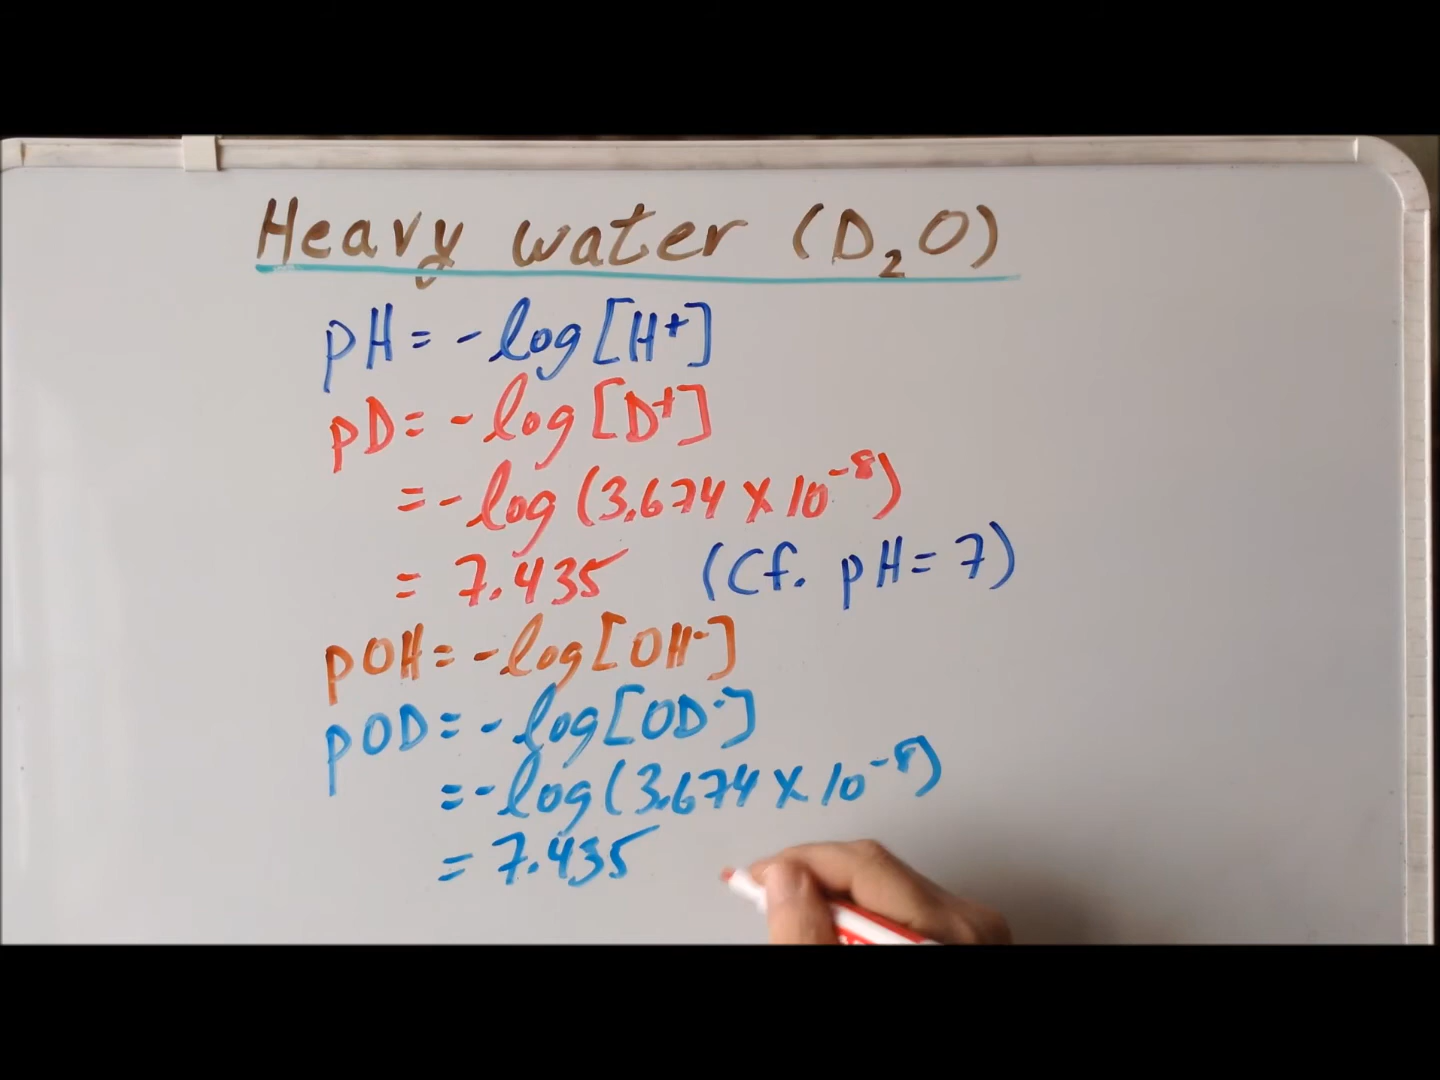 Heavy water (D₂O)
pH = -log[H⁺]
pD = -log[D⁺]
= -log(3.674 x 10⁻⁸)
= 7.435 (Cf. pH = 7)
pOH = -log[OH⁻]
pOD = -log[OD⁻]
= -log(3.674 x 10⁻⁸)
= 7.435